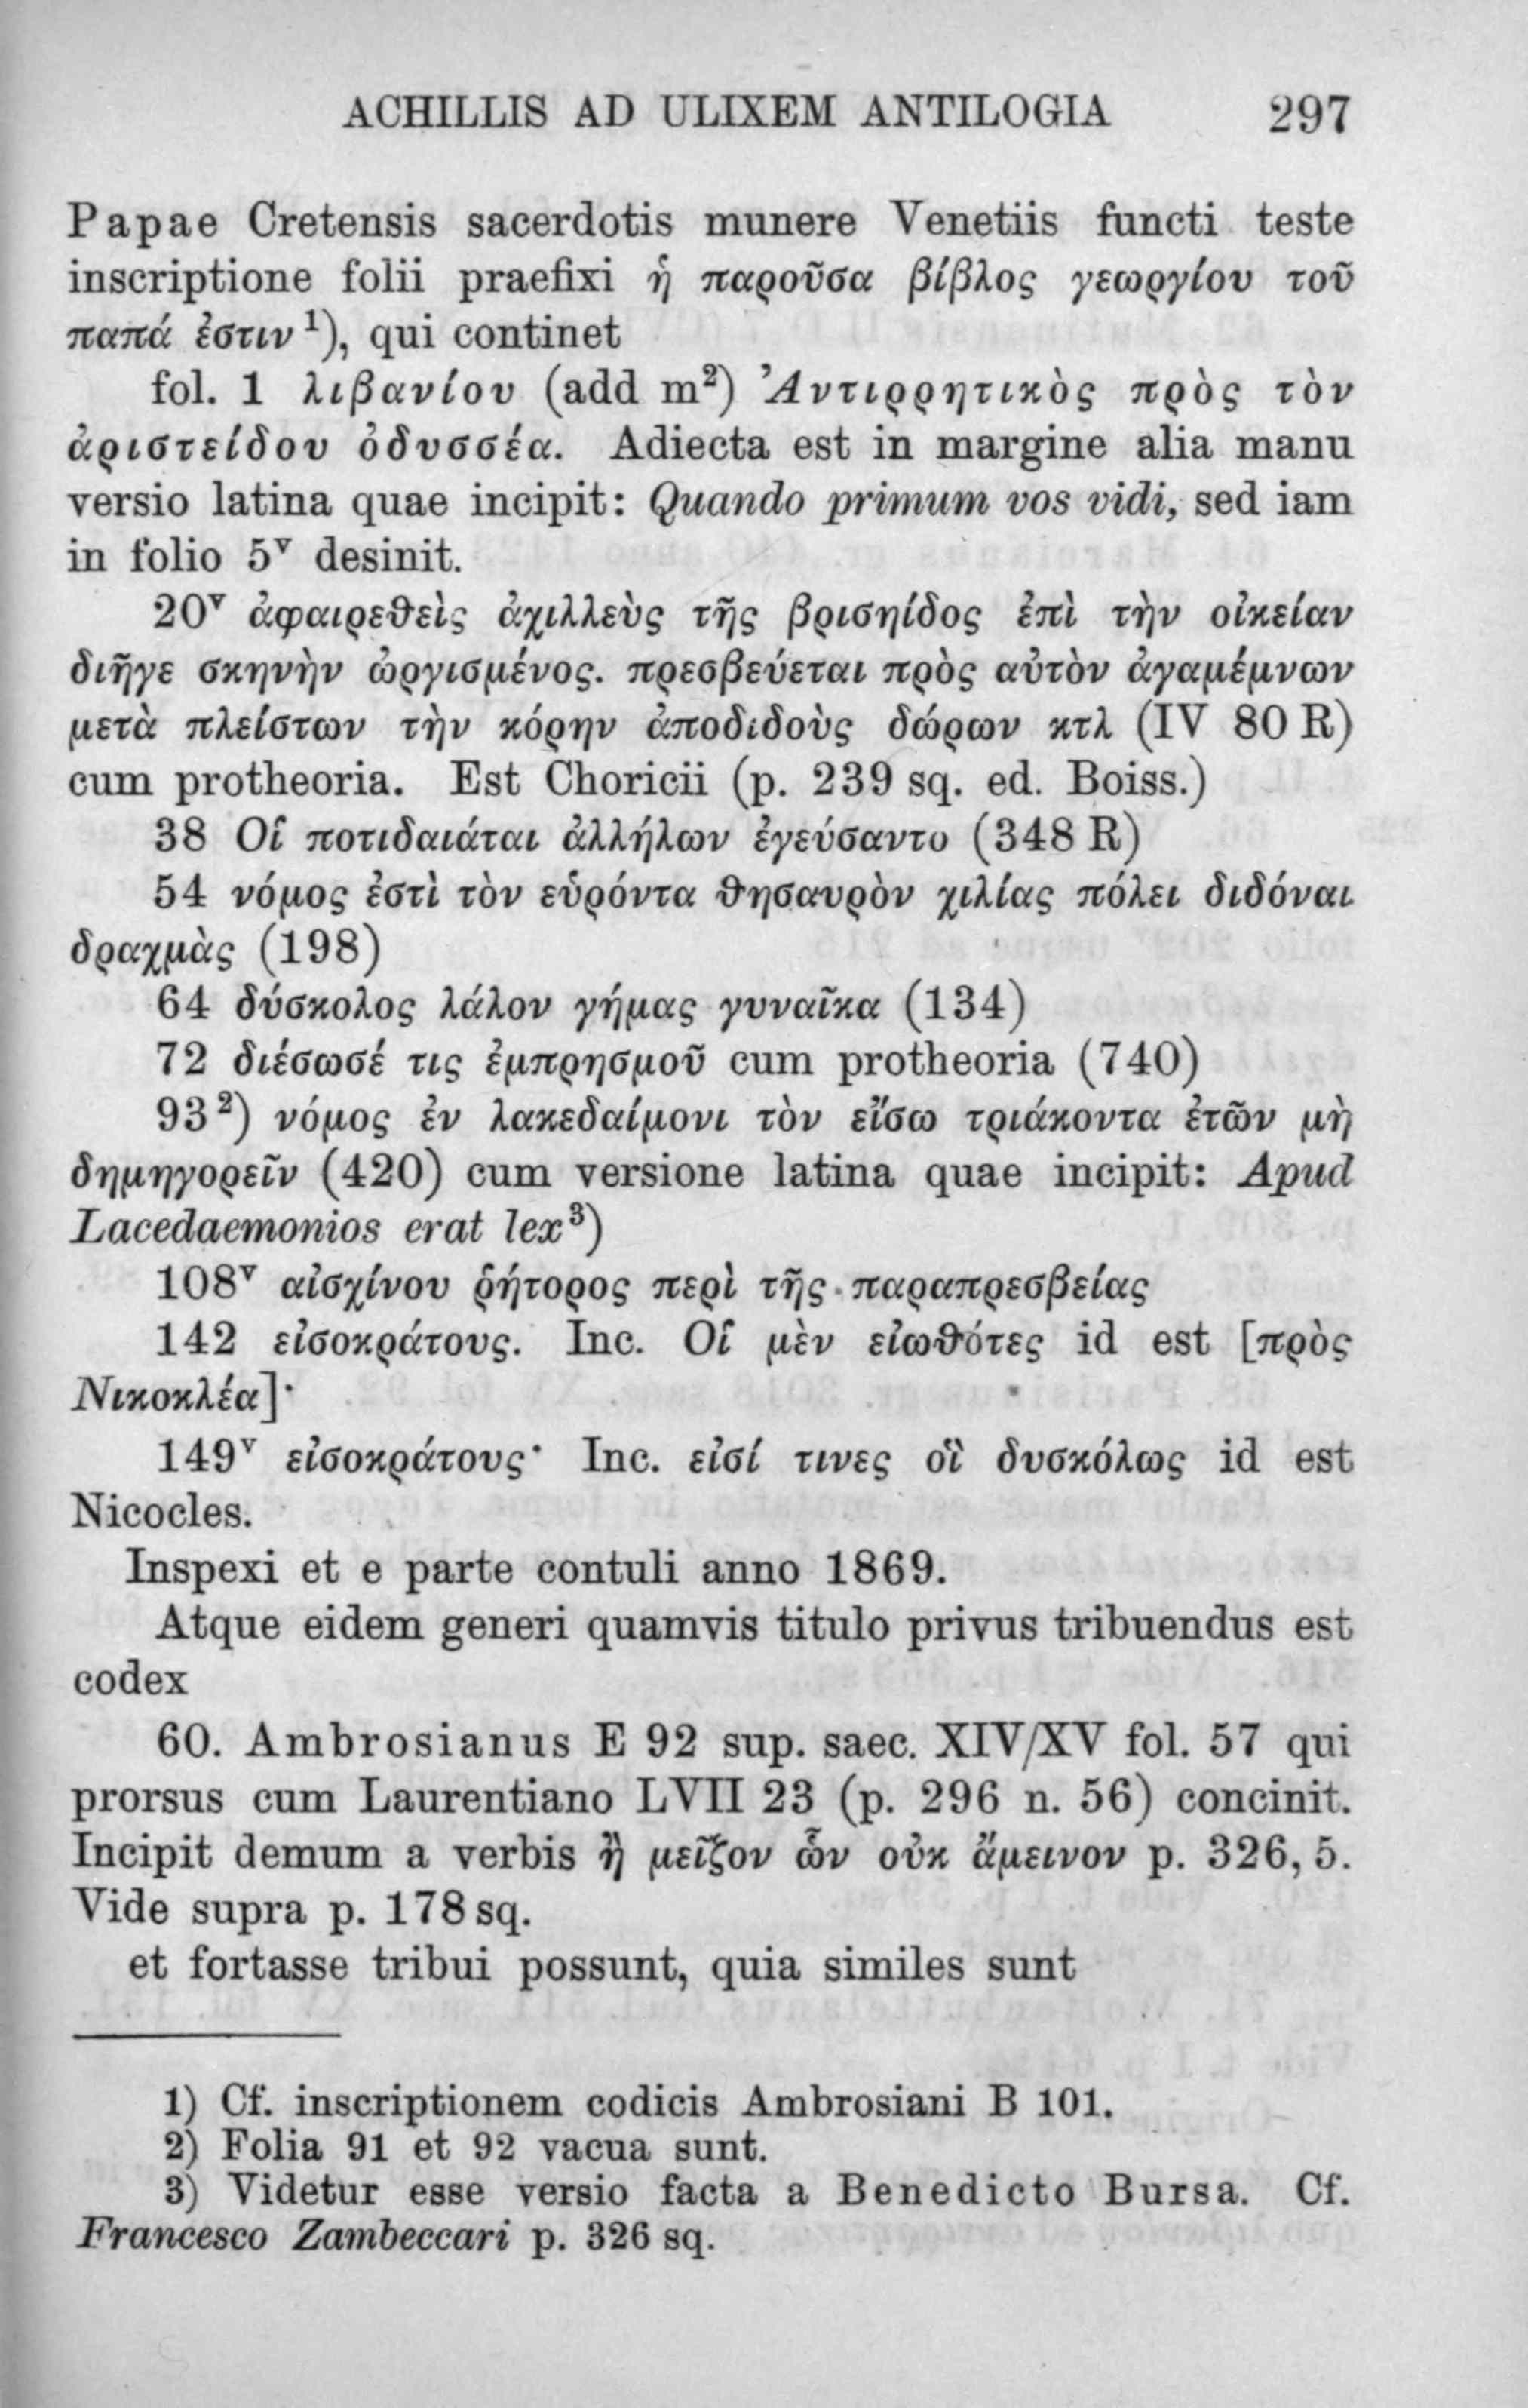 ACHILLIS AD ULIXEM ANTILOGIA 297
Papae Cretensis sacerdotis munere Venetiis functi teste
inscriptione folii praefixi ἡ παροῦσα βίβλος γεωργίου τοῦ
παπά ἐστιν ¹), qui continet
fol. 1 λιβανίου (add m²) Ἀντιρρητικὸς πρὸς τὸν
ἀριστείδου ὀδυσσέα. Adiecta est in margine alia manu
versio latina quae incipit: Quando primum vos vidi, sed iam
in folio 5ᵛ desinit.
20ᵛ ἀφαιρεθεὶς ἀχιλλεὺς τῆς βρισηίδος ἐπὶ τὴν οἰκείαν
διῆγε σκηνὴν ὠργισμένος. πρεσβεύεται πρὸς αὐτὸν ἀγαμέμνων
μετὰ πλείστων τὴν κόρην ἀποδιδοὺς δώρων κτλ (IV 80 R)
cum protheoria. Est Choricii (p. 239 sq. ed. Boiss.)
38 Οἱ ποτιδαιάται ἀλλήλων ἐγεύσαντο (348 R)
54 νόμος ἐστὶ τὸν εὑρόντα θησαυρὸν χιλίας πόλει διδόναι
δραχμὰς (198)
64 δύσκολος λάλον γήμας γυναῖκα (134)
72 διέσωσέ τις ἐμπρησμοῦ cum protheoria (740)
93 ²) νόμος ἐν λακεδαίμονι τὸν εἴσω τριάκοντα ἐτῶν μὴ
δημηγορεῖν (420) cum versione latina quae incipit: Apud
Lacedaemonios erat lex ³)
108ᵛ αἰσχίνου ῥήτορος περὶ τῆς παραπρεσβείας
142 εἰσοκράτους. Inc. Οἱ μὲν εἰωθότες id est [πρὸς
Νικοκλέα]·
149ᵛ εἰσοκράτους· Inc. εἰσί τινες οἳ δυσκόλως id est
Nicocles.
Inspexi et e parte contuli anno 1869.
Atque eidem generi quamvis titulo privus tribuendus est
codex
60. Ambrosianus E 92 sup. saec. XIV/XV fol. 57 qui
prorsus cum Laurentiano LVII 23 (p. 296 n. 56) concinit.
Incipit demum a verbis ἢ μεῖζον ὧν οὐκ ἄμεινον p. 326, 5.
Vide supra p. 178 sq.
et fortasse tribui possunt, quia similes sunt
1) Cf. inscriptionem codicis Ambrosiani B 101.
2) Folia 91 et 92 vacua sunt.
3) Videtur esse versio facta a Benedicto Bursa. Cf.
Francesco Zambeccari p. 326 sq.